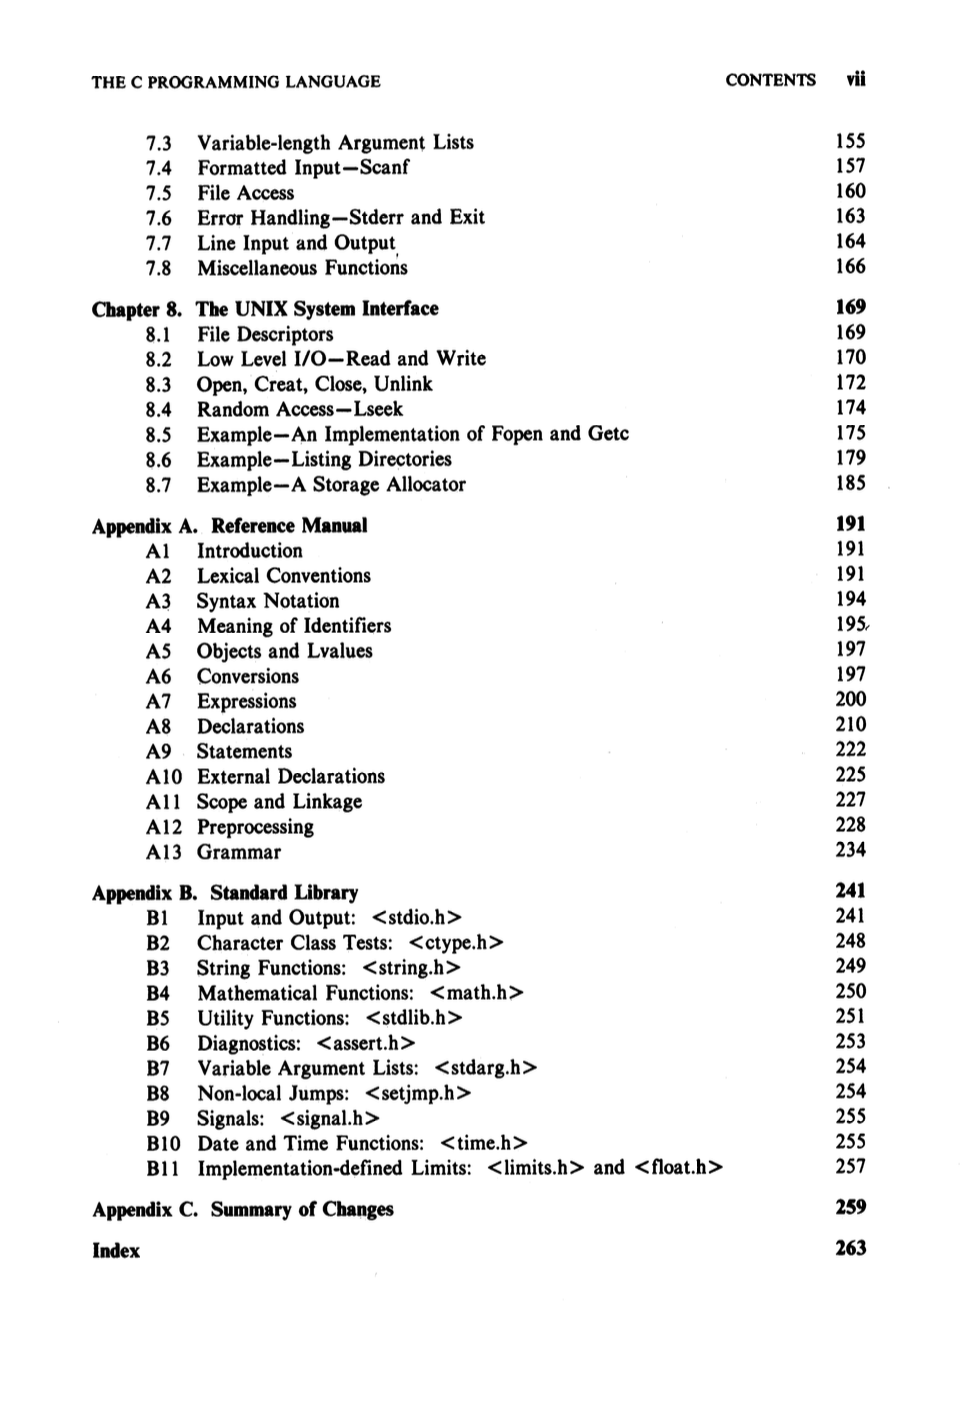 THE C PROGRAMMING LANGUAGE CONTENTS vii
7.3 Variable-length Argument Lists 155
7.4 Formatted Input—Scanf 157
7.5 File Access 160
7.6 Error Handling—Stderr and Exit 163
7.7 Line Input and Output 164
7.8 Miscellaneous Functions 166
Chapter 8. The UNIX System Interface 169
8.1 File Descriptors 169
8.2 Low Level I/O—Read and Write 170
8.3 Open, Creat, Close, Unlink 172
8.4 Random Access—Lseek 174
8.5 Example—An Implementation of Fopen and Getc 175
8.6 Example—Listing Directories 179
8.7 Example—A Storage Allocator 185
Appendix A. Reference Manual 191
A1 Introduction 191
A2 Lexical Conventions 191
A3 Syntax Notation 194
A4 Meaning of Identifiers 195
A5 Objects and Lvalues 197
A6 Conversions 197
A7 Expressions 200
A8 Declarations 210
A9 Statements 222
A10 External Declarations 225
A11 Scope and Linkage 227
A12 Preprocessing 228
A13 Grammar 234
Appendix B. Standard Library 241
B1 Input and Output: <stdio.h> 241
B2 Character Class Tests: <ctype.h> 248
B3 String Functions: <string.h> 249
B4 Mathematical Functions: <math.h> 250
B5 Utility Functions: <stdlib.h> 251
B6 Diagnostics: <assert.h> 253
B7 Variable Argument Lists: <stdarg.h> 254
B8 Non-local Jumps: <setjmp.h> 254
B9 Signals: <signal.h> 255
B10 Date and Time Functions: <time.h> 255
B11 Implementation-defined Limits: <limits.h> and <float.h> 257
Appendix C. Summary of Changes 259
Index 263